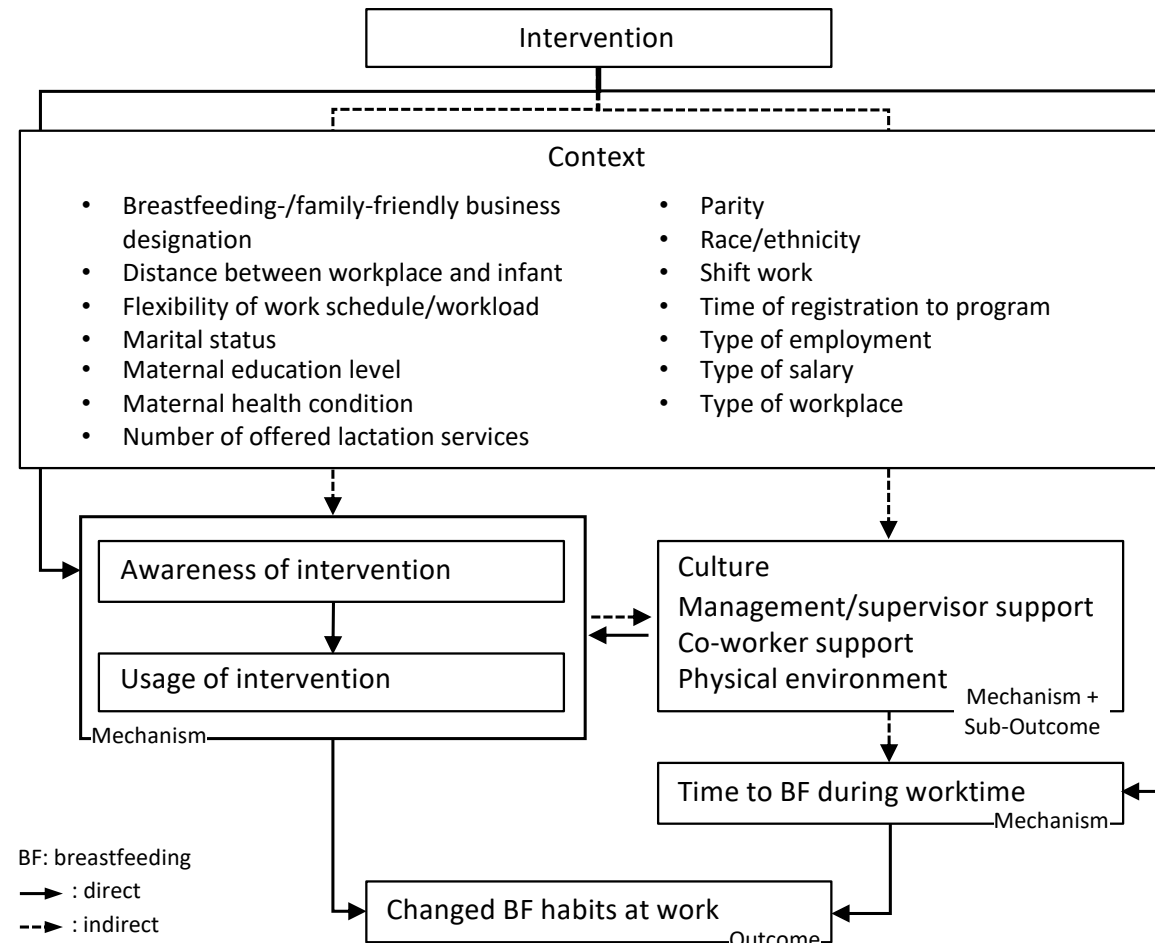 Intervention
Context
• Breastfeeding-/family-friendly business
designation
• Distance between workplace and infant
• Flexibility of work schedule/workload
• Marital status
• Maternal education level
• Maternal health condition
• Number of offered lactation services
• Parity
• Race/ethnicity
• Shift work
• Time of registration to program
• Type of employment
• Type of salary
• Type of workplace
Awareness of intervention
Usage of intervention
Mechanism
Culture
Management/supervisor support
Co-worker support
Physical environment
Mechanism +
Sub-Outcome
Time to BF during worktime
Mechanism
BF: breastfeeding
: direct
: indirect
Changed BF habits at work
Outcome